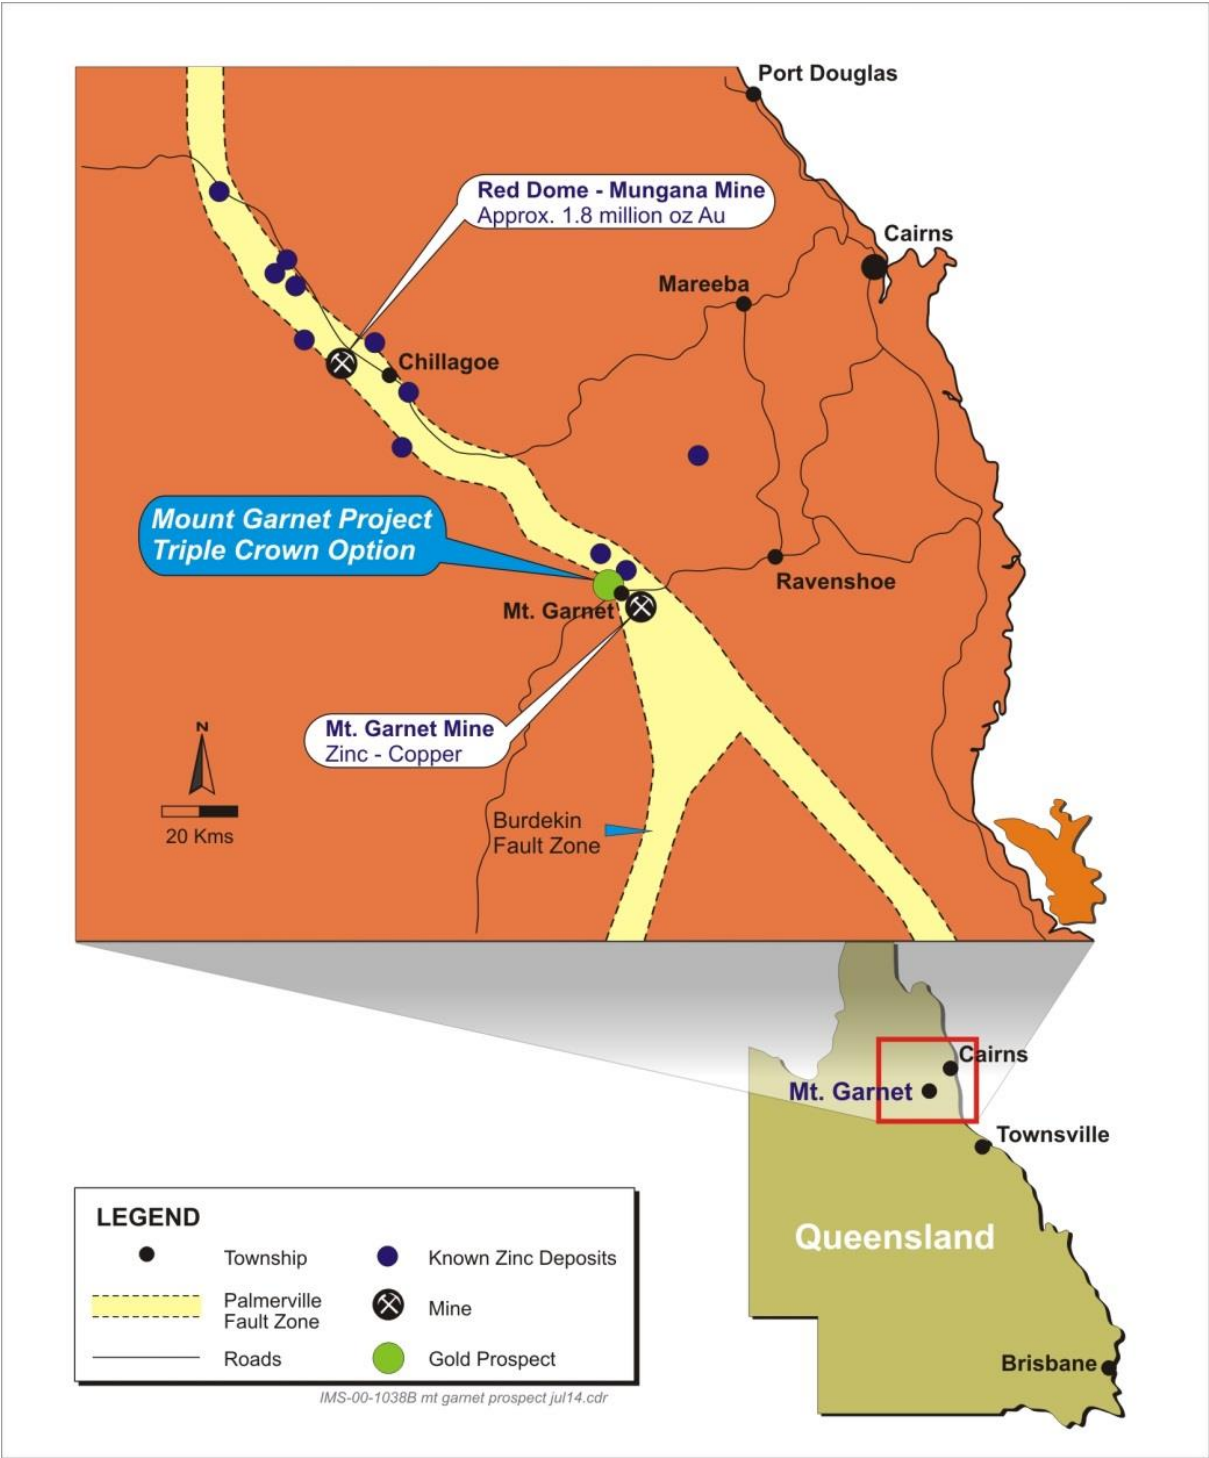 Port Douglas
Red Dome - Mungana Mine
Approx. 1.8 million oz Au
Cairns
Mareeba
Chillagoe
Mount Garnet Project
Triple Crown Option
Ravenshoe
Mt. Garnet
Mt. Garnet Mine
Zinc - Copper
N
20 Kms
Burdekin
Fault Zone
Cairns
Mt. Garnet
Townsville
Queensland
Brisbane
LEGEND
Township
Known Zinc Deposits
Palmerville
Fault Zone
Mine
Roads
Gold Prospect
IMS-00-1038B mt garnet prospect jul14.cdr